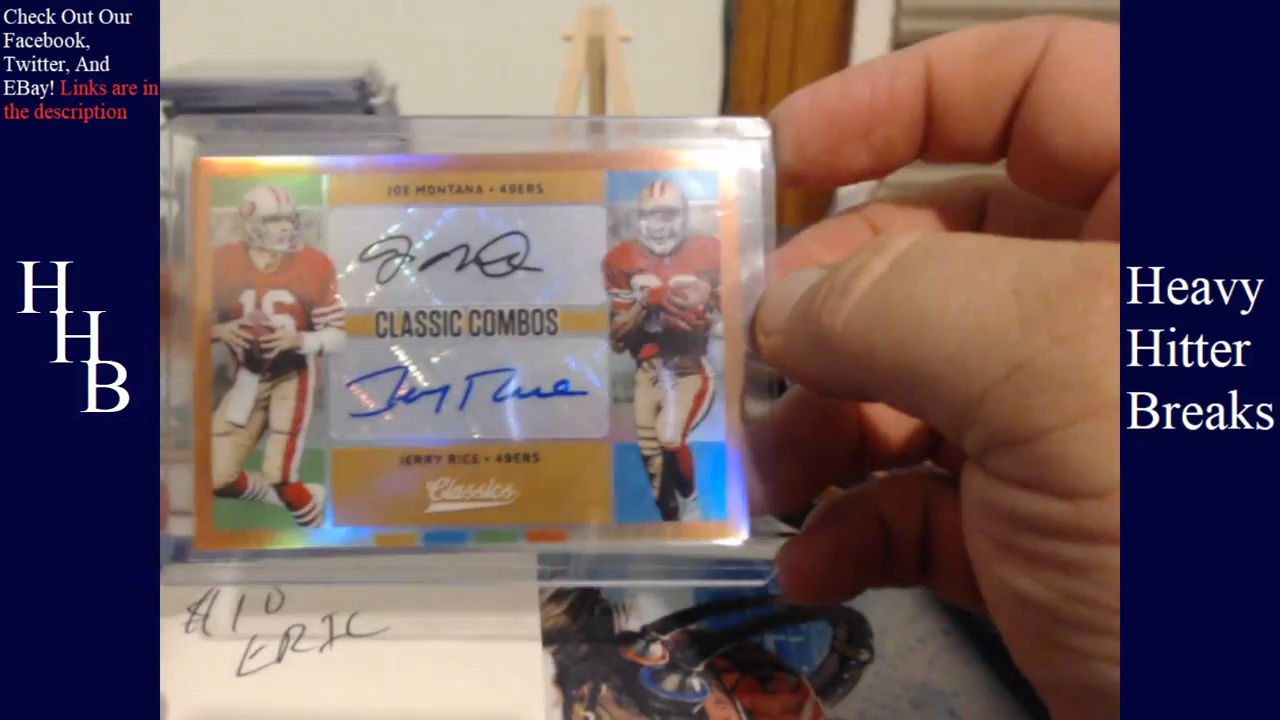 Check Out Our
Facebook,
Twitter, And
EBay! Links are in
the description
H
H
B
JOE MONTANA • 49ERS
CLASSIC COMBOS
JERRY RICE • 49ERS
Classics
16
#10
ERIC
Heavy
Hitter
Breaks